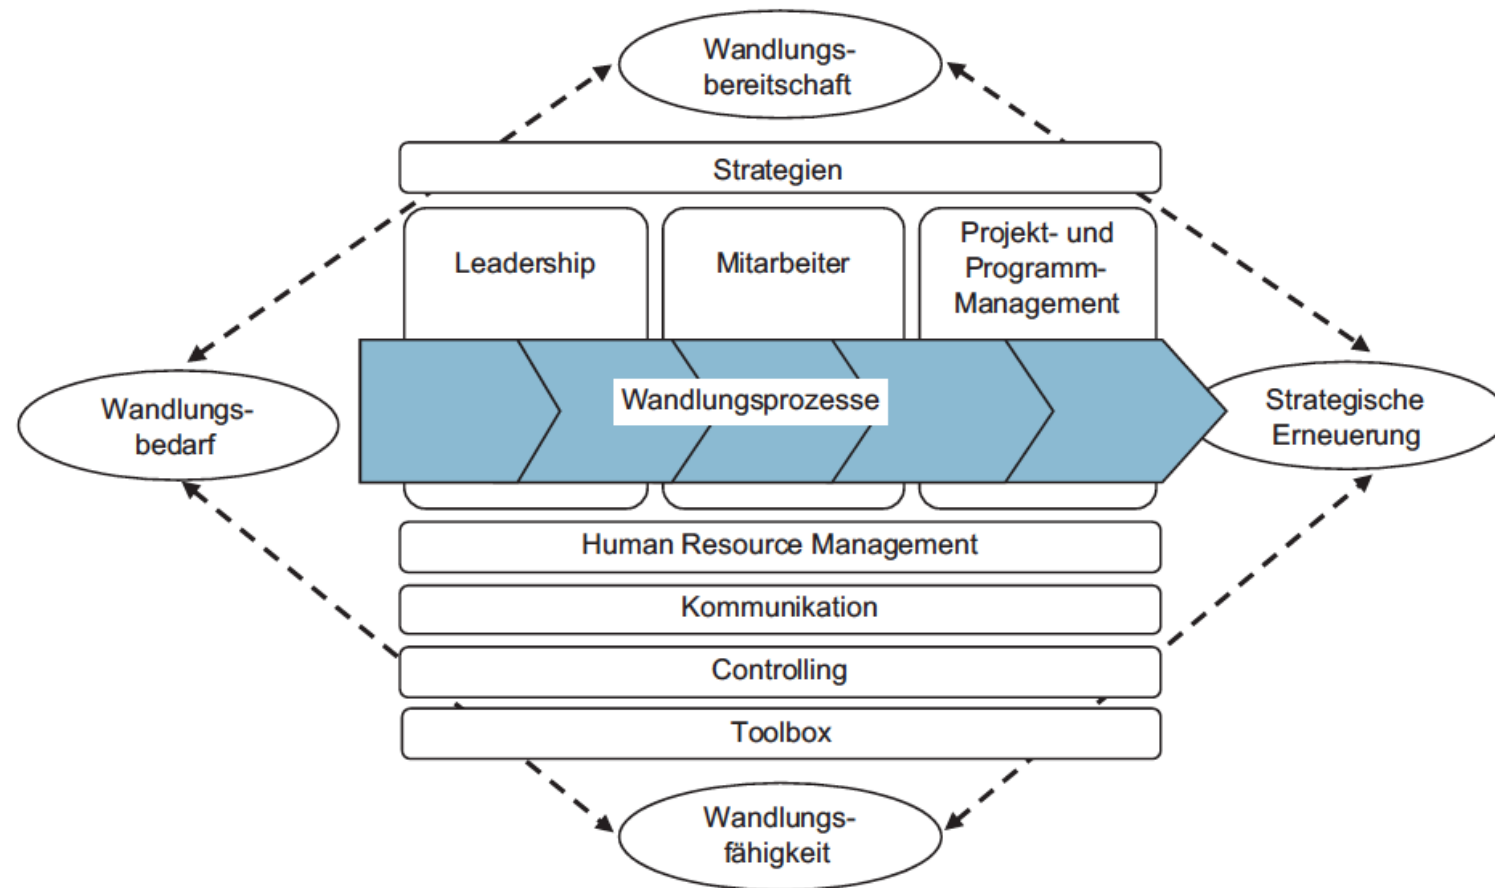 Wandlungs-
bereitschaft
Strategien
Leadership
Mitarbeiter
Projekt- und
Programm-
Management
Wandlungs-
bedarf
Wandlungsprozesse
Strategische
Erneuerung
Human Resource Management
Kommunikation
Controlling
Toolbox
Wandlungs-
fähigkeit